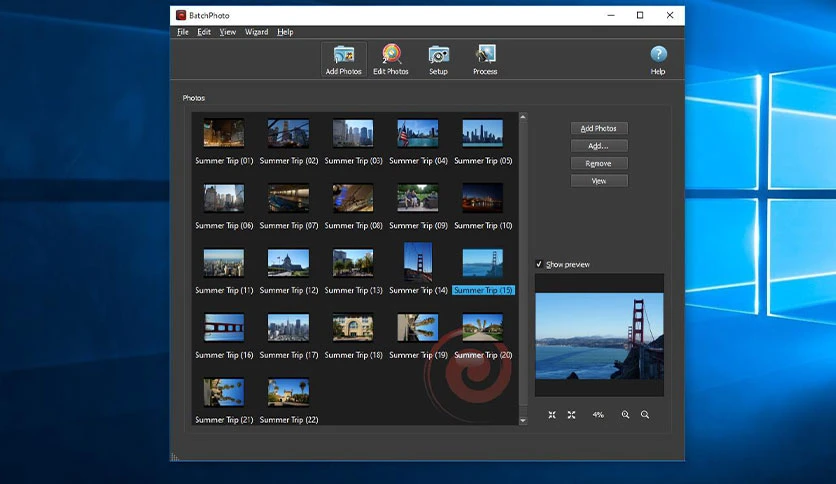 BatchPhoto
File Edit View Wizard Help
Add Photos Edit Photos Setup Process Help
Photos
Summer Trip (01) Summer Trip (02) Summer Trip (03) Summer Trip (04) Summer Trip (05)
Summer Trip (06) Summer Trip (07) Summer Trip (08) Summer Trip (09) Summer Trip (10)
Summer Trip (11) Summer Trip (12) Summer Trip (13) Summer Trip (14) Summer Trip (15)
Summer Trip (16) Summer Trip (17) Summer Trip (18) Summer Trip (19) Summer Trip (20)
Summer Trip (21) Summer Trip (22)
Add Photos
Add...
Remove
View
Show preview
4%